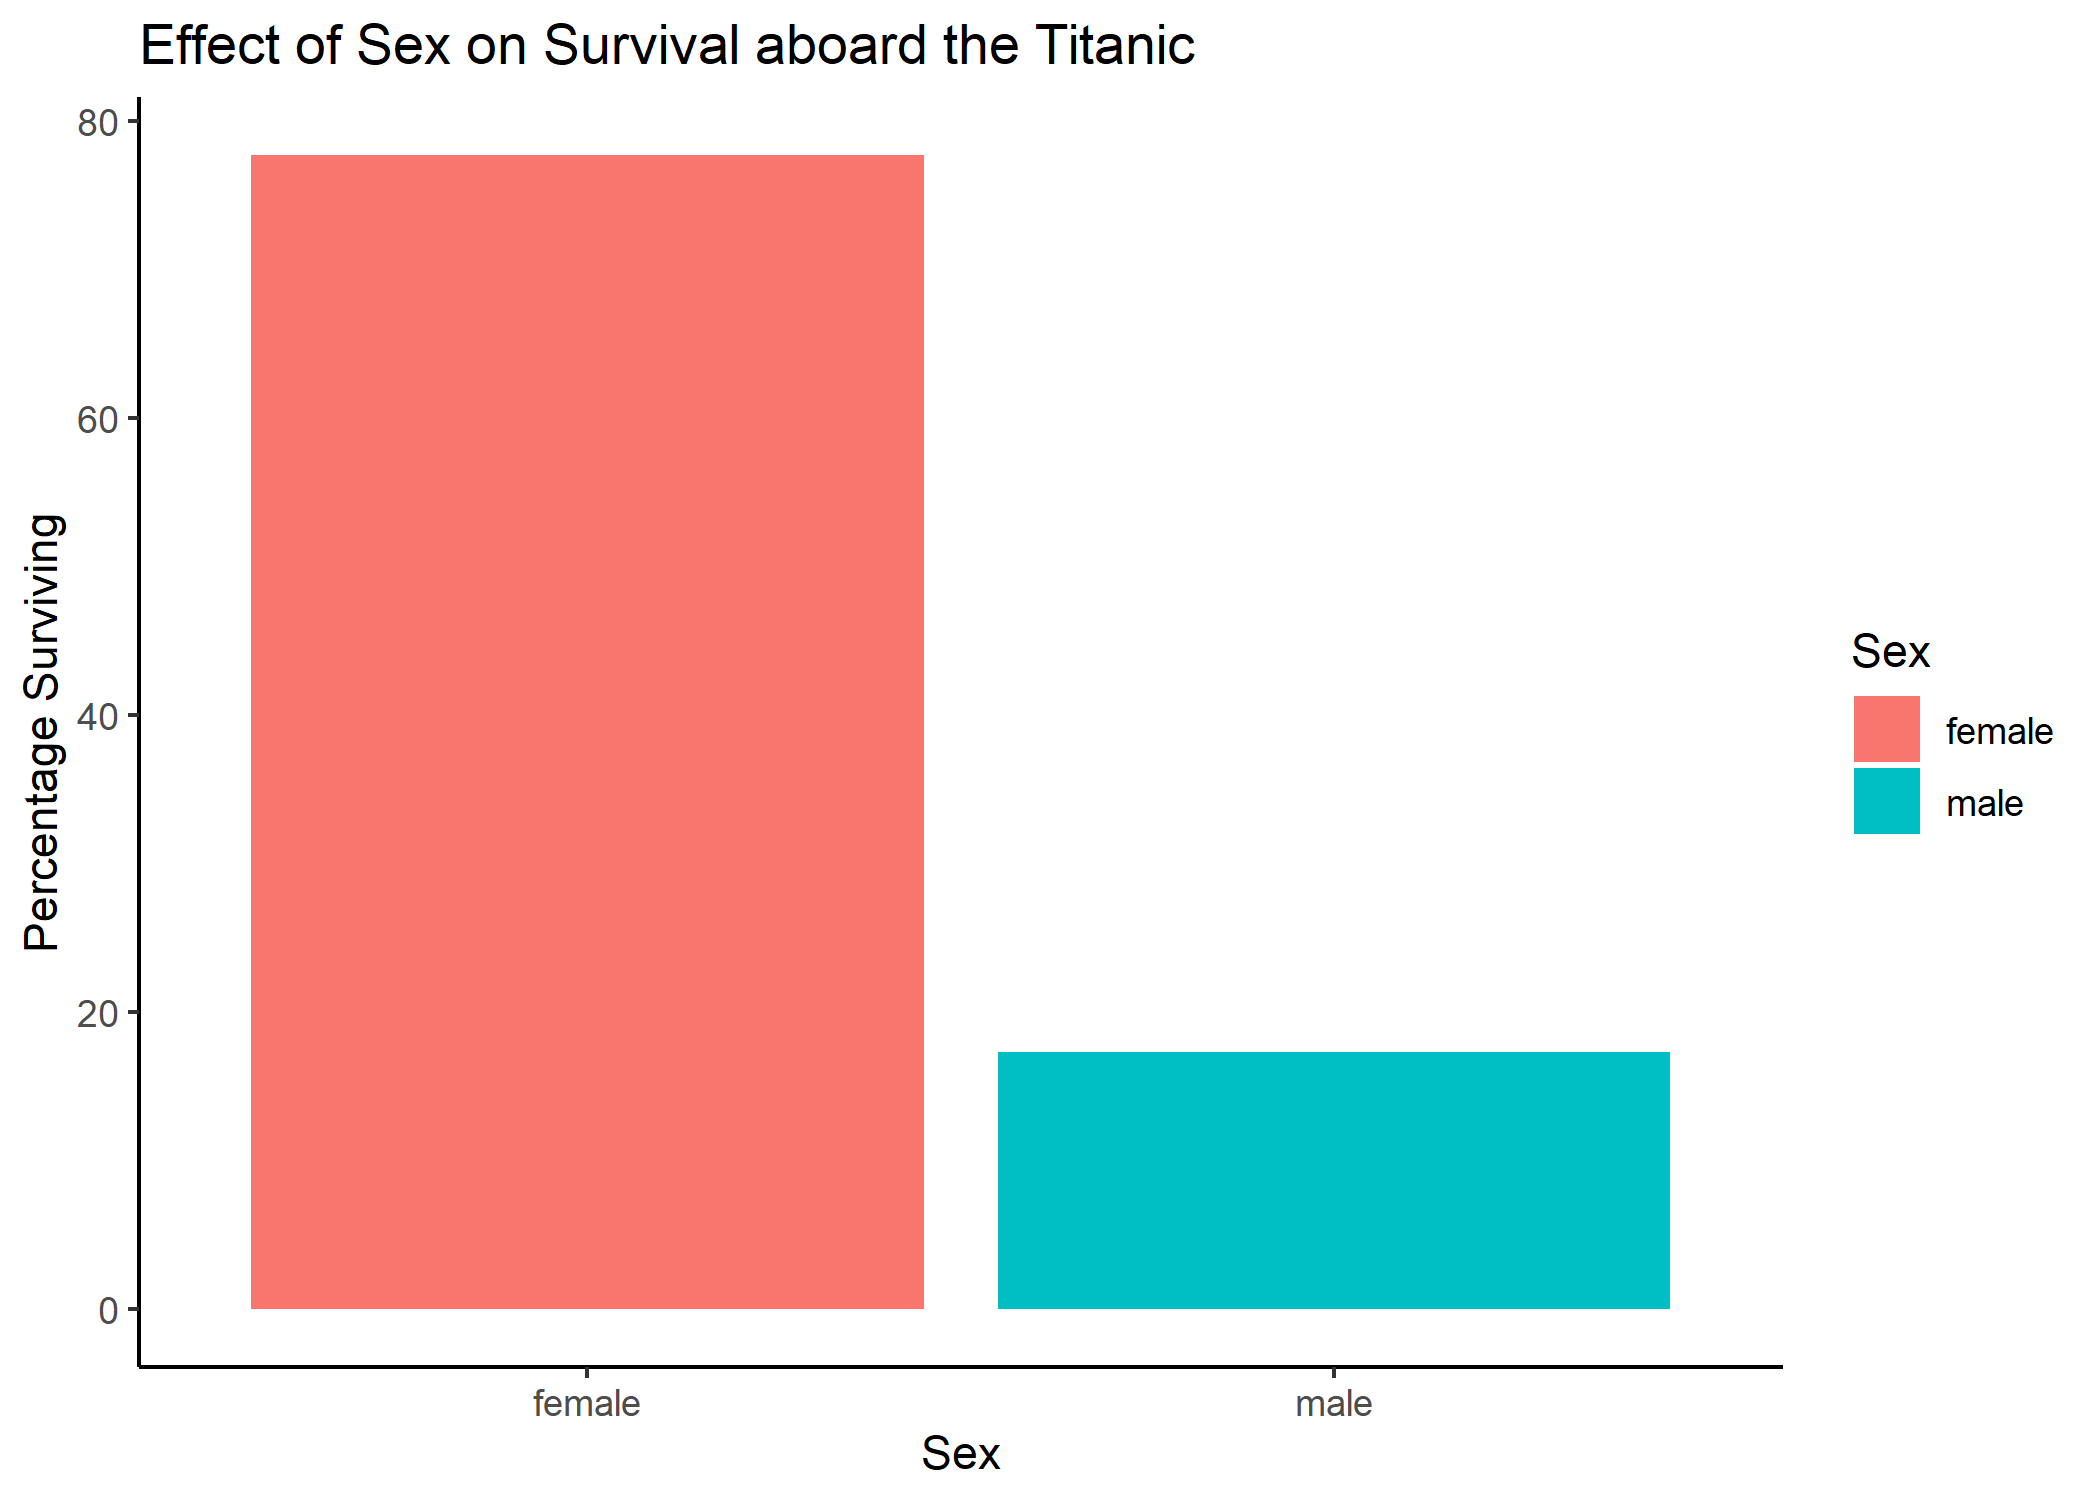 Effect of Sex on Survival aboard the Titanic
80
60
40
20
0
Percentage Surviving
female
male
Sex
Sex
female
male